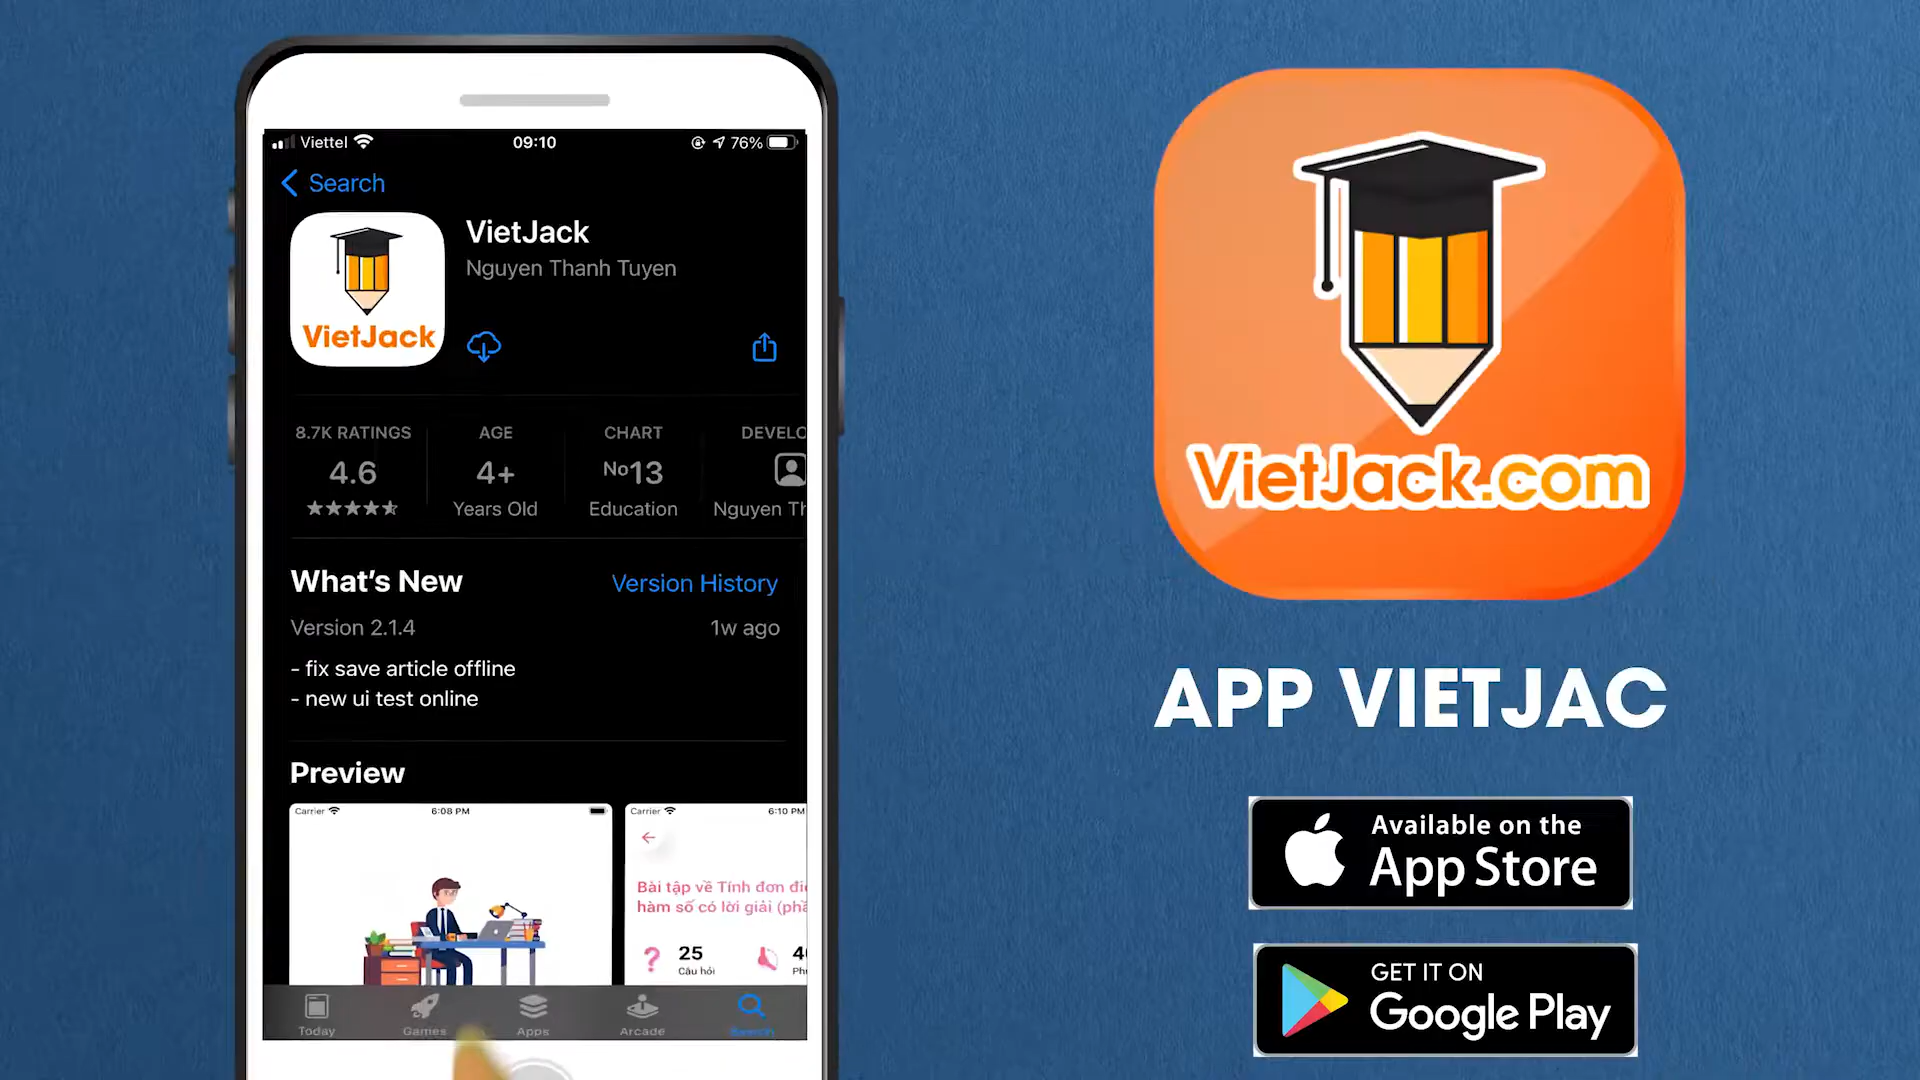 Viettel 09:10 76%
Search
VietJack
Nguyen Thanh Tuyen
VietJack
8.7K RATINGS AGE CHART DEVELO
4.6 4+ No13
Years Old Education Nguyen Th
What's New Version History
Version 2.1.4 1w ago
- fix save article offline
- new ui test online
Preview
Carrier 6:08 PM
Carrier 6:10 PM
Bài tập về Tính đơn đi
hàm số có lời giải (ph
25
Câu hỏi
Today Games Apps Arcade Search
VietJack.com
APP VIETJAC
Available on the
App Store
GET IT ON
Google Play